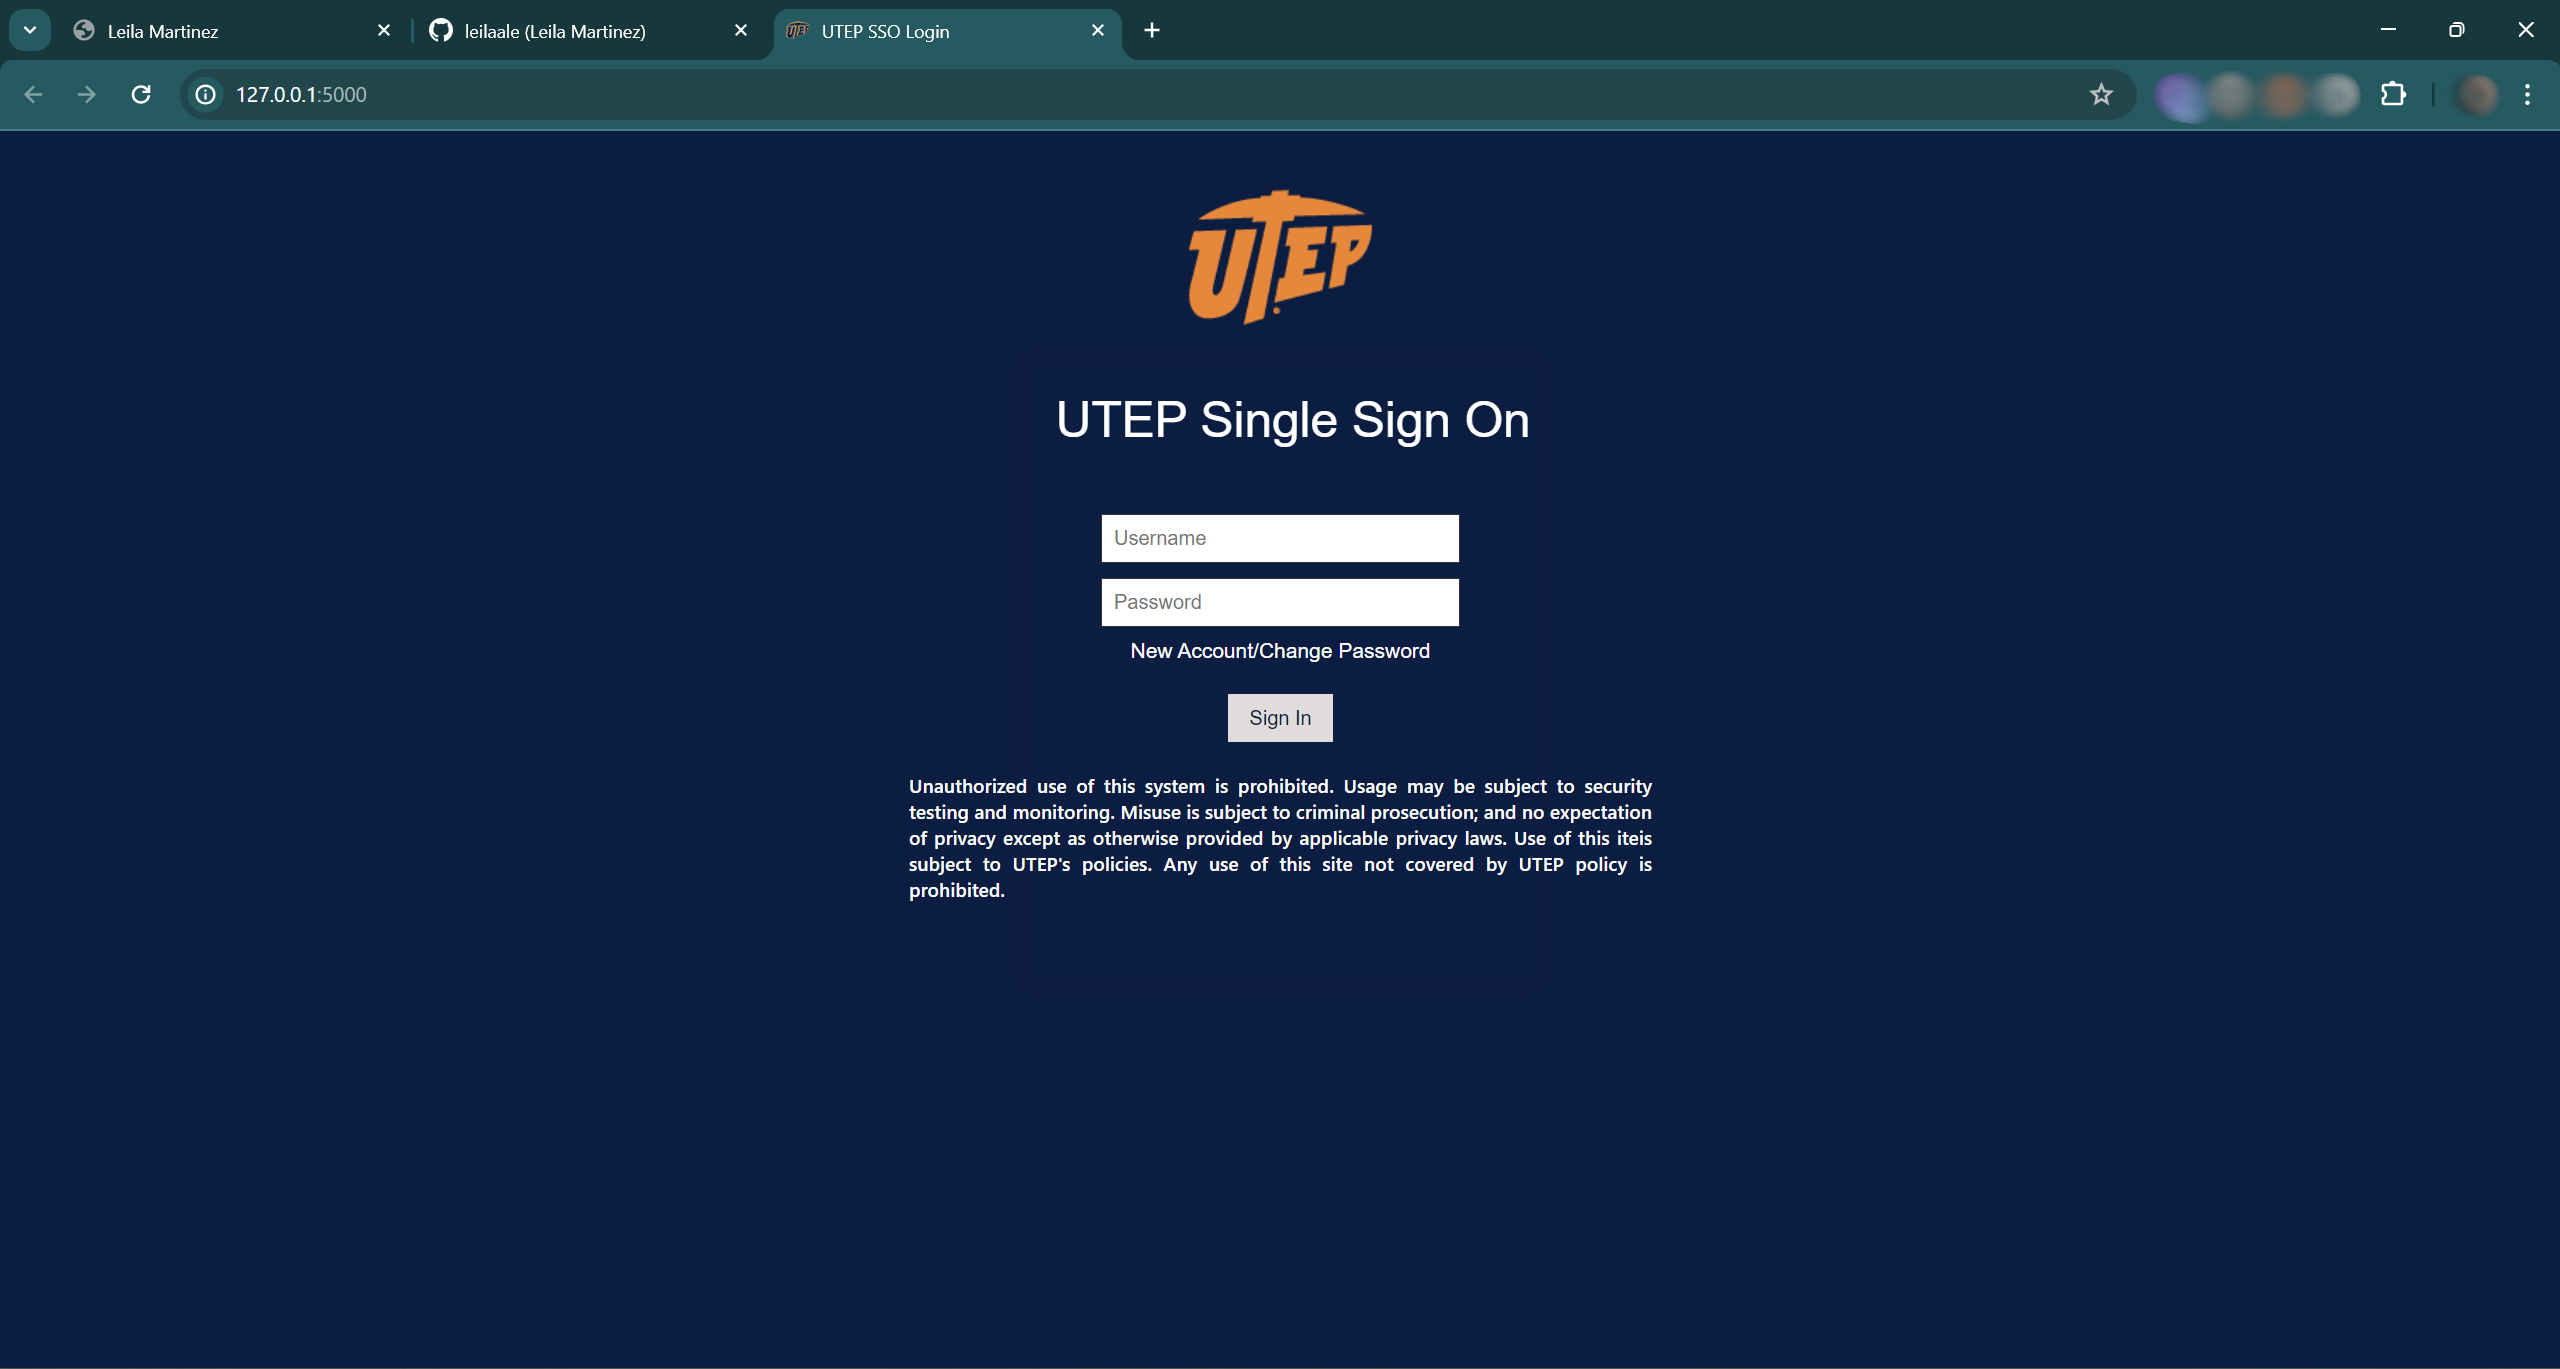 Leila Martinez
leilaale (Leila Martinez)
UTEP SSO Login
127.0.0.1:5000
UTEP
UTEP Single Sign On
Username
Password
New Account/Change Password
Sign In
Unauthorized use of this system is prohibited. Usage may be subject to security
testing and monitoring. Misuse is subject to criminal prosecution; and no expectation
of privacy except as otherwise provided by applicable privacy laws. Use of this iteis
subject to UTEP's policies. Any use of this site not covered by UTEP policy is
prohibited.